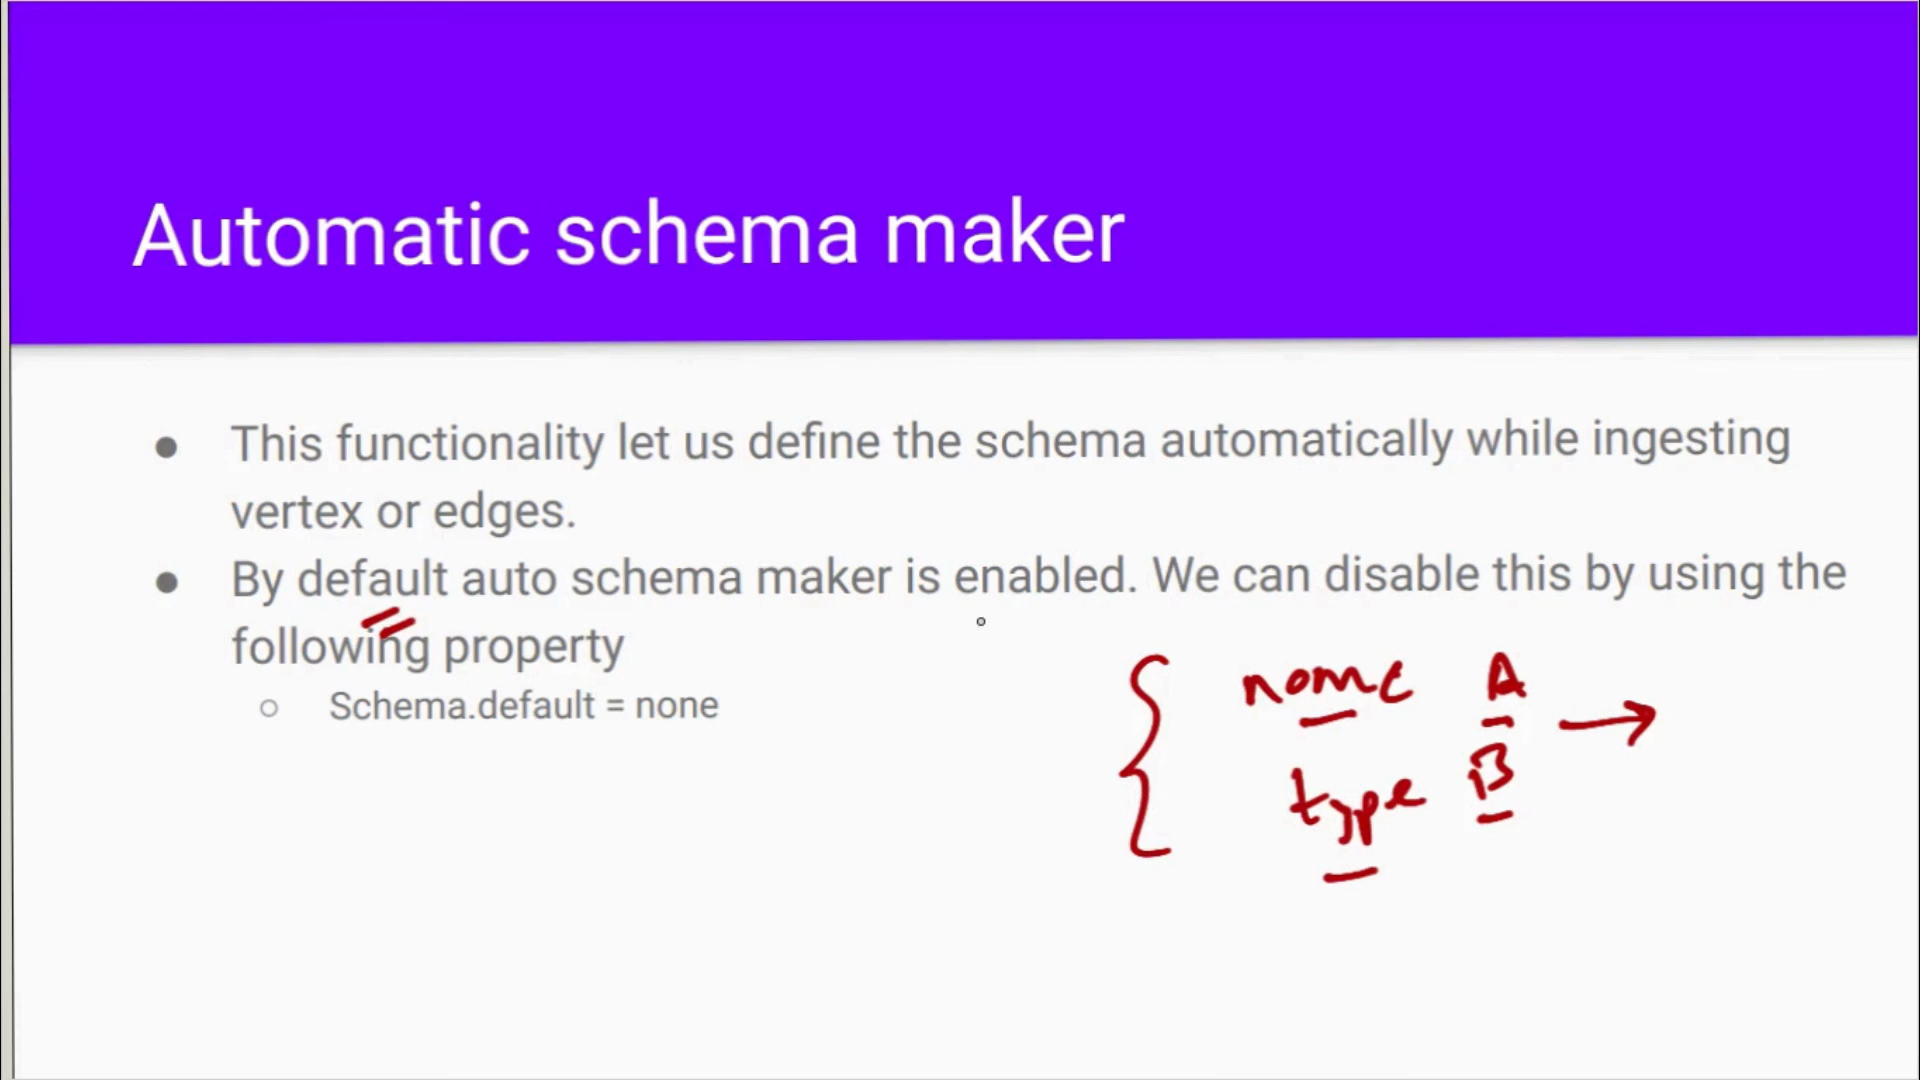 Automatic schema maker
This functionality let us define the schema automatically while ingesting
vertex or edges.
By default auto schema maker is enabled. We can disable this by using the
following property
Schema.default = none
name A
type B